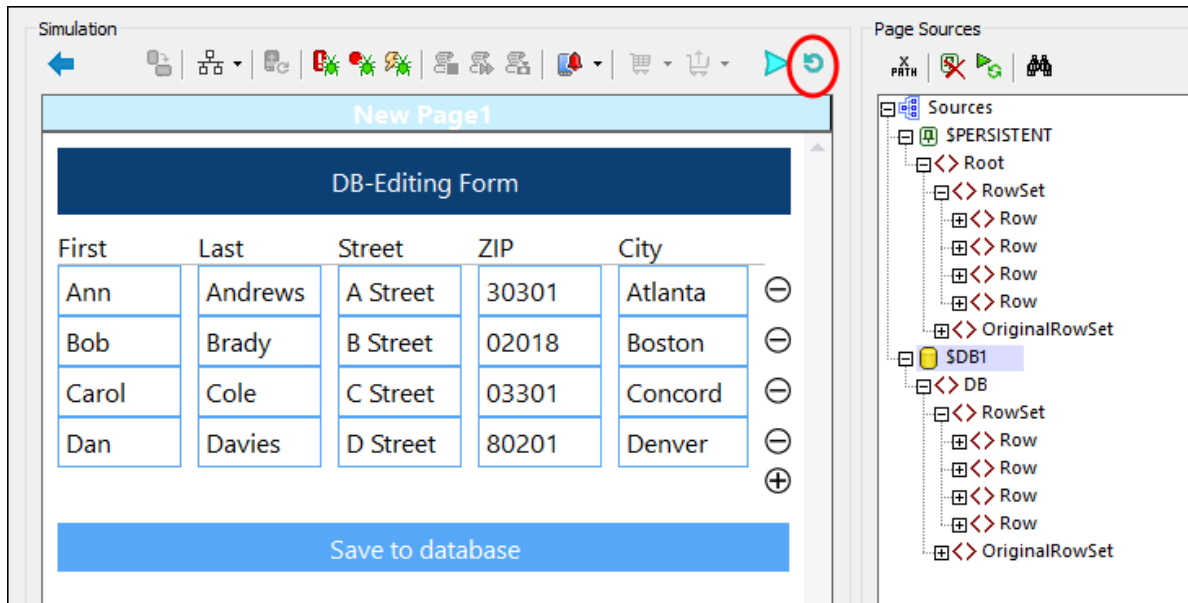 Simulation
New Page1
DB-Editing Form
First Last Street ZIP City
Ann Andrews A Street 30301 Atlanta
Bob Brady B Street 02018 Boston
Carol Cole C Street 03301 Concord
Dan Davies D Street 80201 Denver
Save to database
Page Sources
X
PATH
Sources
$PERSISTENT
Root
RowSet
Row
Row
Row
Row
OriginalRowSet
$DB1
DB
RowSet
Row
Row
Row
Row
OriginalRowSet